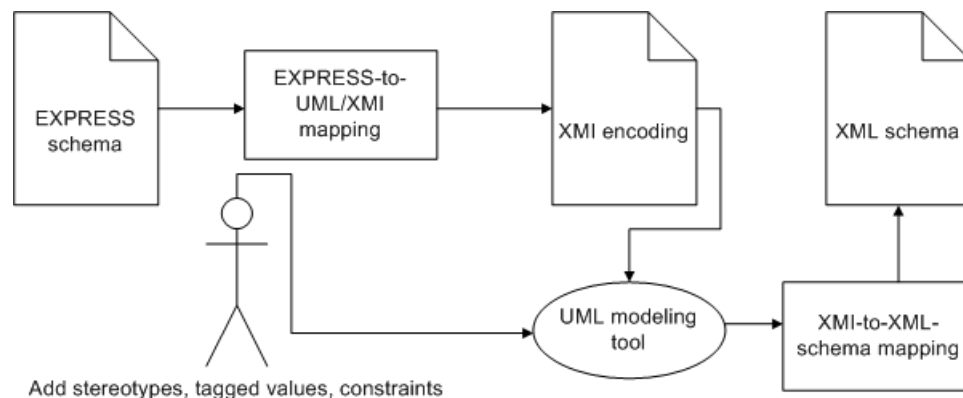 EXPRESS
schema
EXPRESS-to-
UML/XMI
mapping
XMI encoding
XML schema
UML modeling
tool
XMI-to-XML-
schema mapping
Add stereotypes, tagged values, constraints